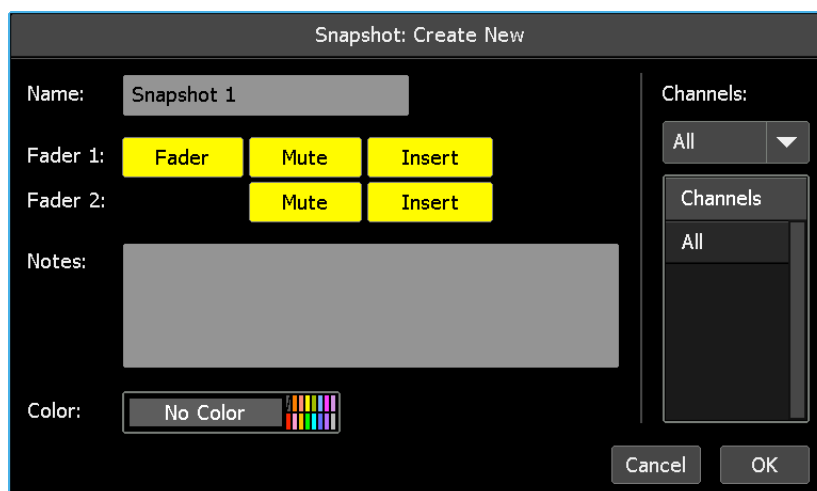 Snapshot: Create New
Name: Snapshot 1
Fader 1: Fader Mute Insert
Fader 2: Mute Insert
Notes:
Color: No Color
Channels:
All
Channels
All
Cancel OK